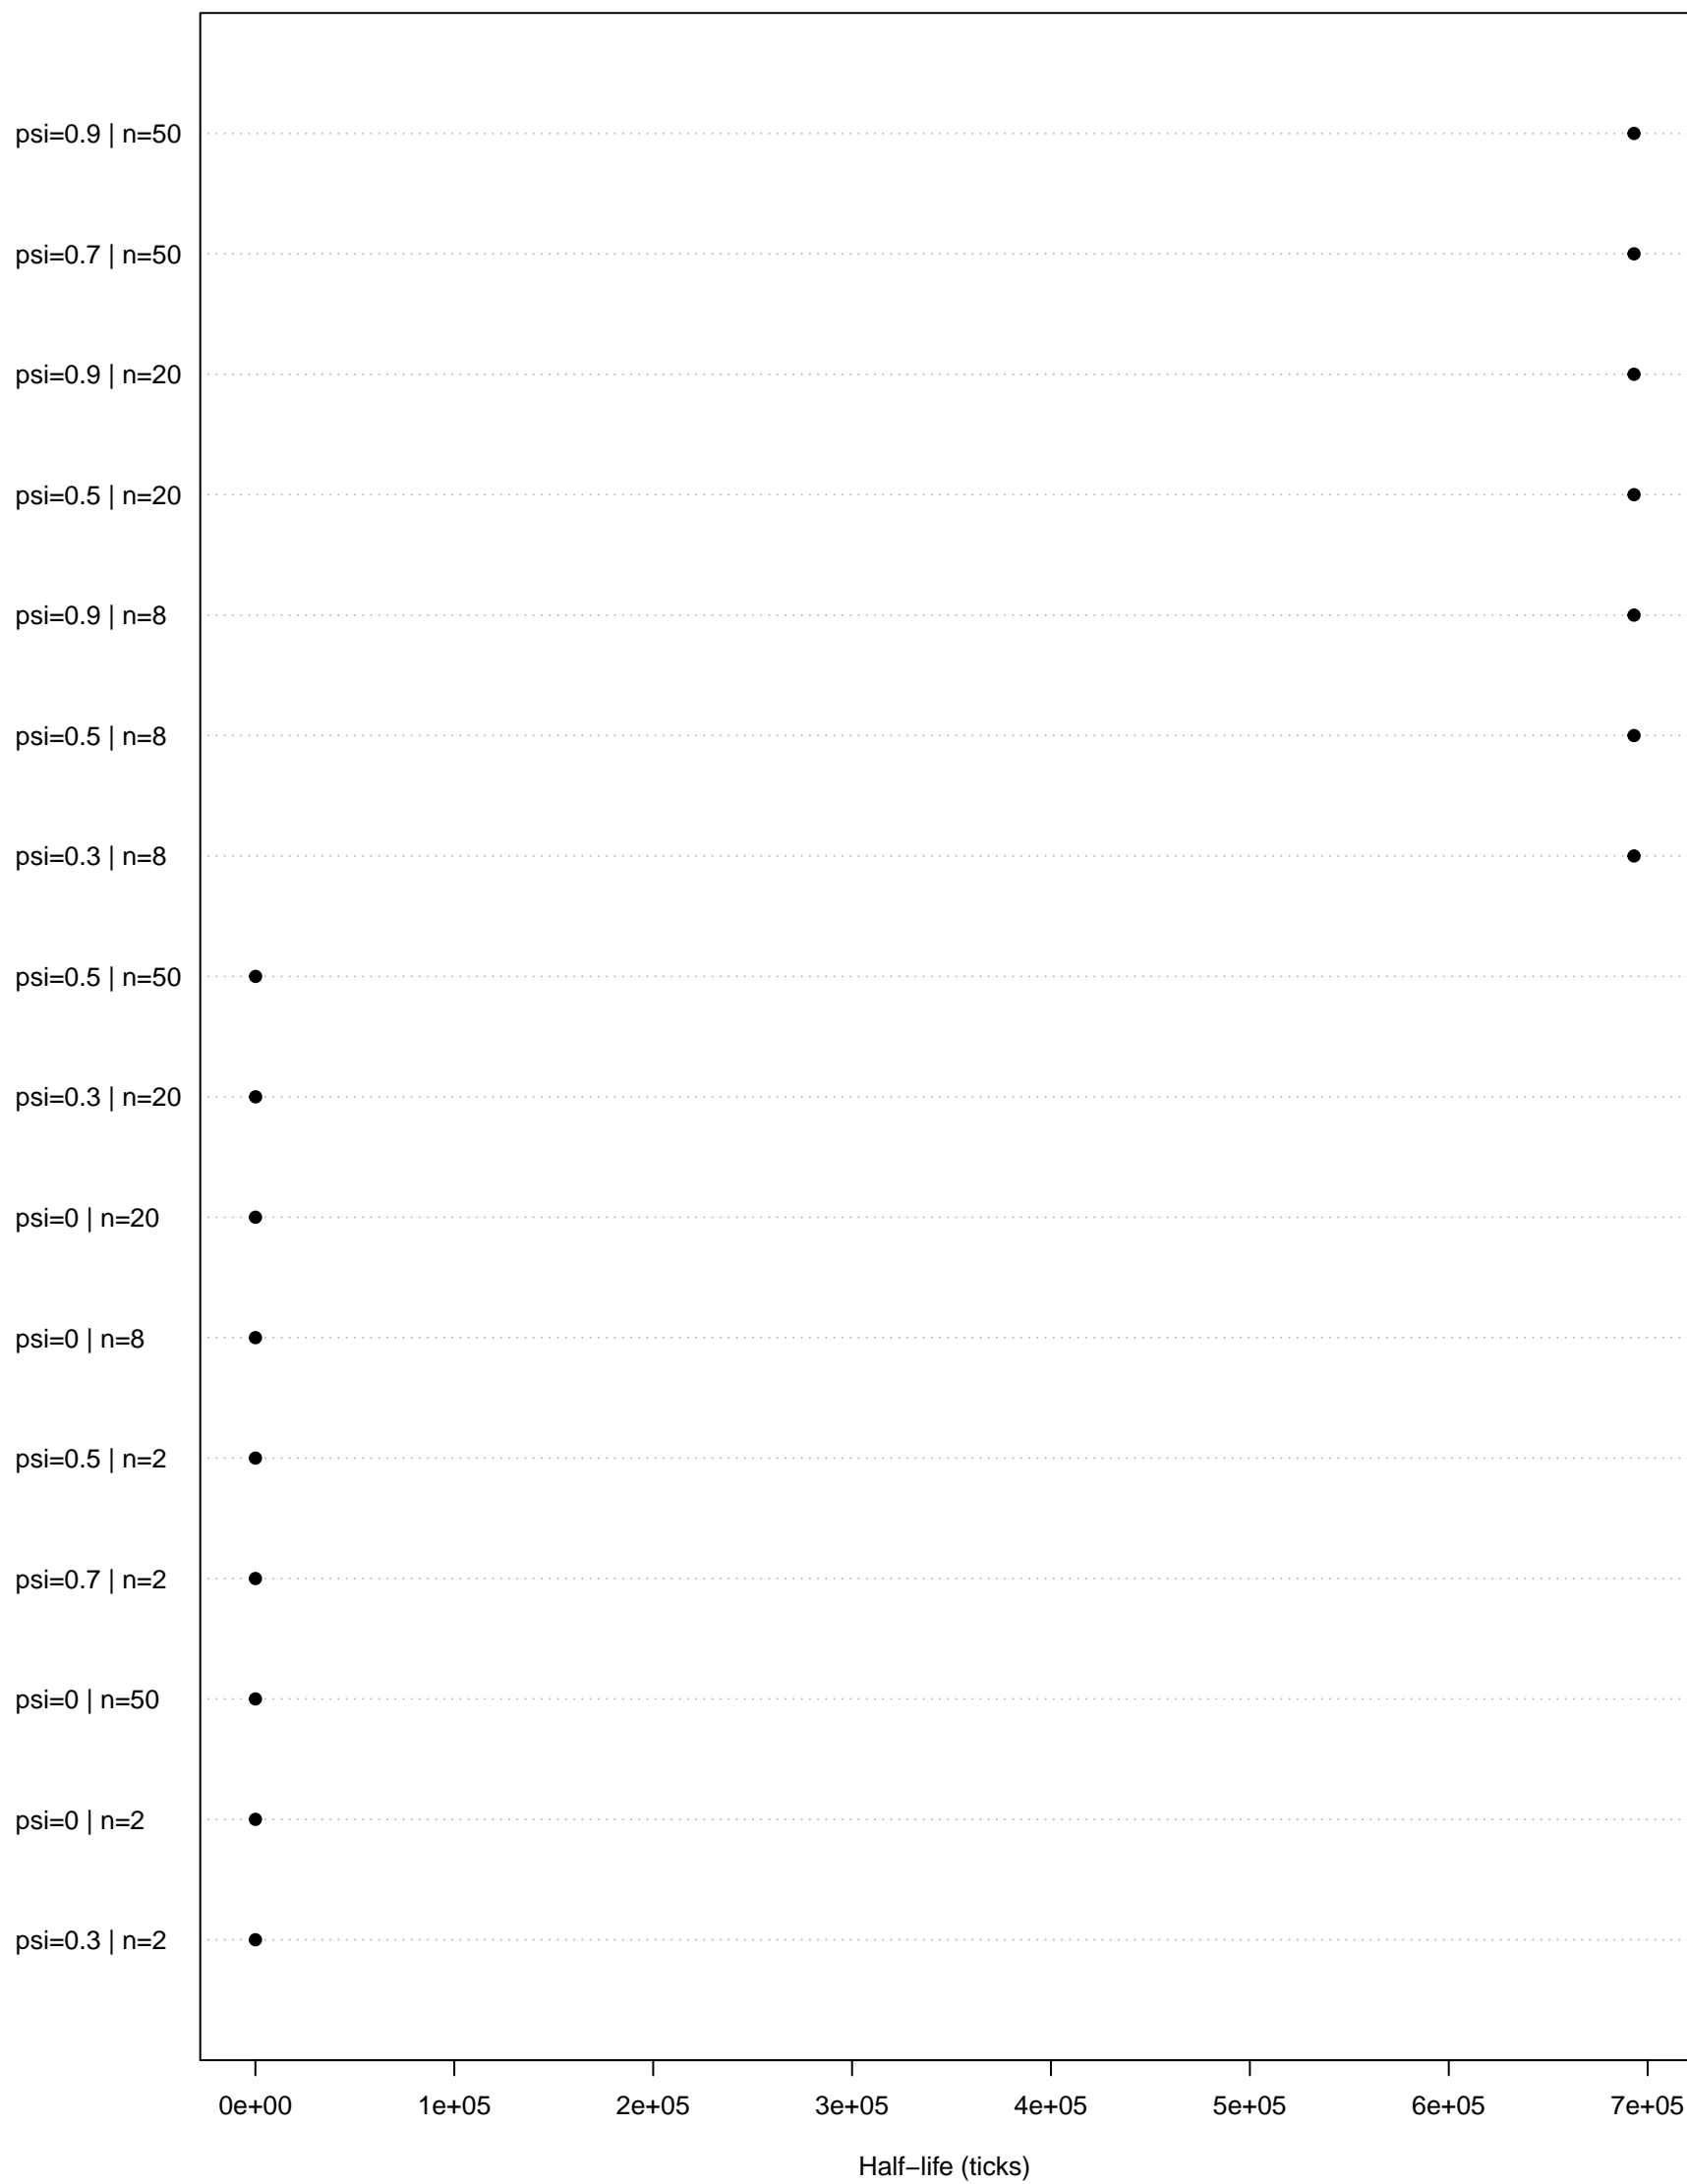 psi=0.9 | n=50
psi=0.7 | n=50
psi=0.9 | n=20
psi=0.5 | n=20
psi=0.9 | n=8
psi=0.5 | n=8
psi=0.3 | n=8
psi=0.5 | n=50
psi=0.3 | n=20
psi=0 | n=20
psi=0 | n=8
psi=0.5 | n=2
psi=0.7 | n=2
psi=0 | n=50
psi=0 | n=2
psi=0.3 | n=2
0e+00 1e+05 2e+05 3e+05 4e+05 5e+05 6e+05 7e+05
Half−life (ticks)